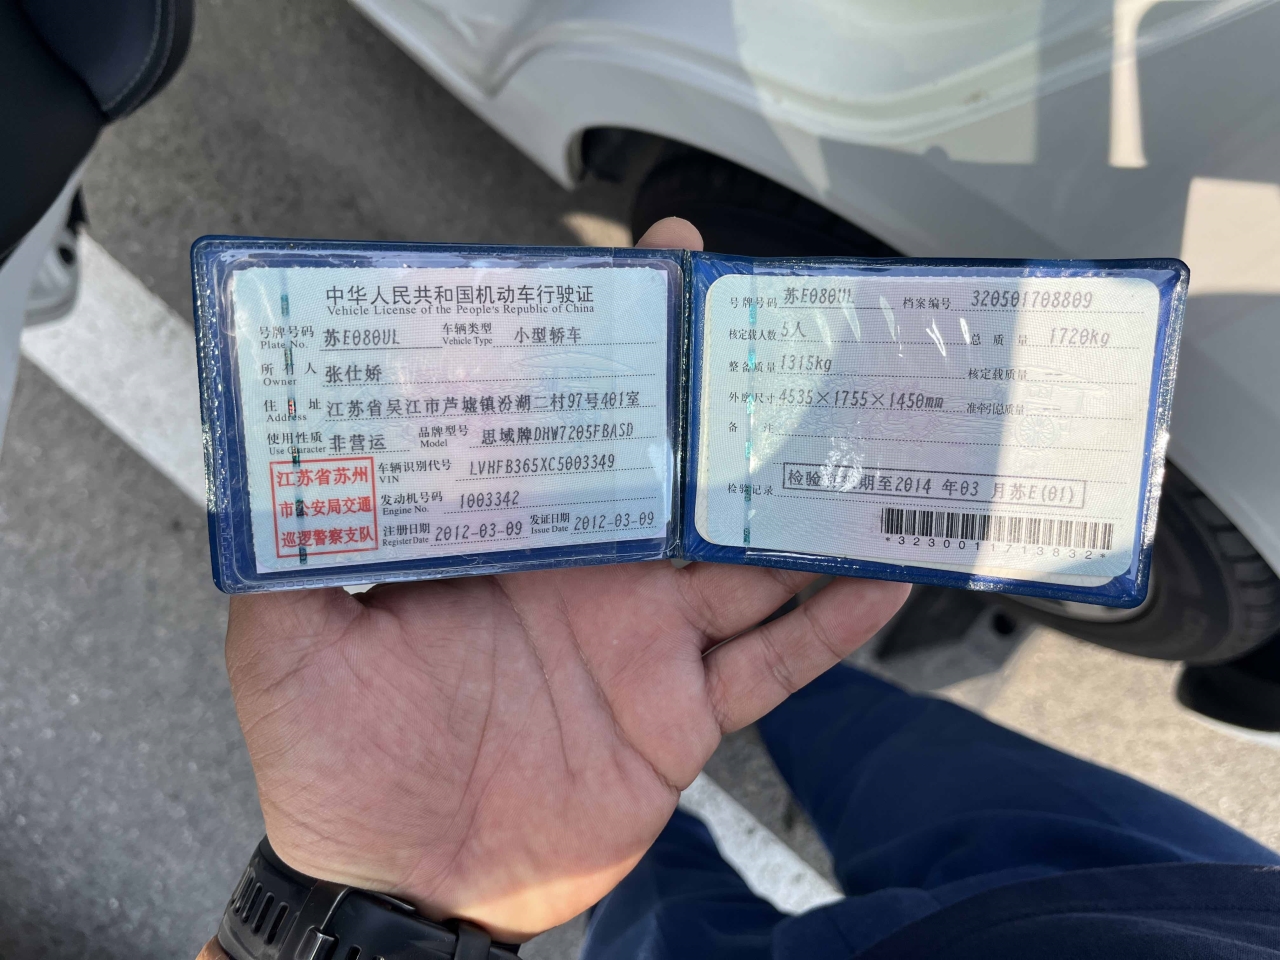 中华人民共和国机动车行驶证
Vehicle License of the People's Republic of China
号牌号码 苏E080UL 车辆类型 小型轿车
Plate No. Vehicle Type
所有人 张仕娇
Owner
住址 江苏省吴江市芦墟镇汾湖二村97号401室
Address
使用性质 非营运 品牌型号 思域牌DHW7205FBASD
Use Character Model
江苏省苏州
市公安局交通
巡逻警察支队
车辆识别代号 LVHFB365XC5003349
VIN
发动机号码 1003342
Engine No.
注册日期 2012-03-09 发证日期 2012-03-09
Register Date Issue Date
号牌号码 苏E080UL 档案编号 320501708809
核定载人数 5人 总质量 1720kg
整备质量 1315kg 核定载质量 --
外廓尺寸 4535×1755×1450mm 准牵引总质量 --
备注
检验记录 检验有效期至2014年03月苏E(01)
*3230011713832*